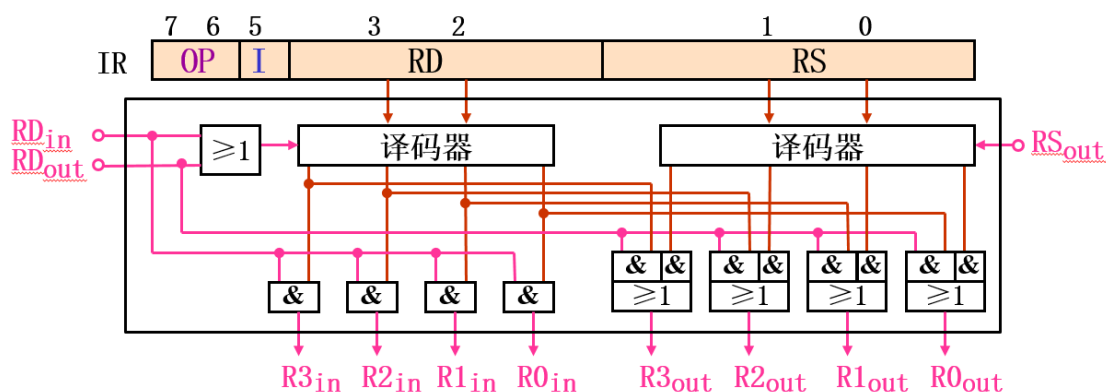 7 6 5 3 2 1 0
IR OP I RD RS
RDin
RDout
≥1 译码器 译码器 RSout
& & & & & & & &
≥1 ≥1 ≥1 ≥1
& & & &
R3in R2in R1in R0in R3out R2out R1out R0out